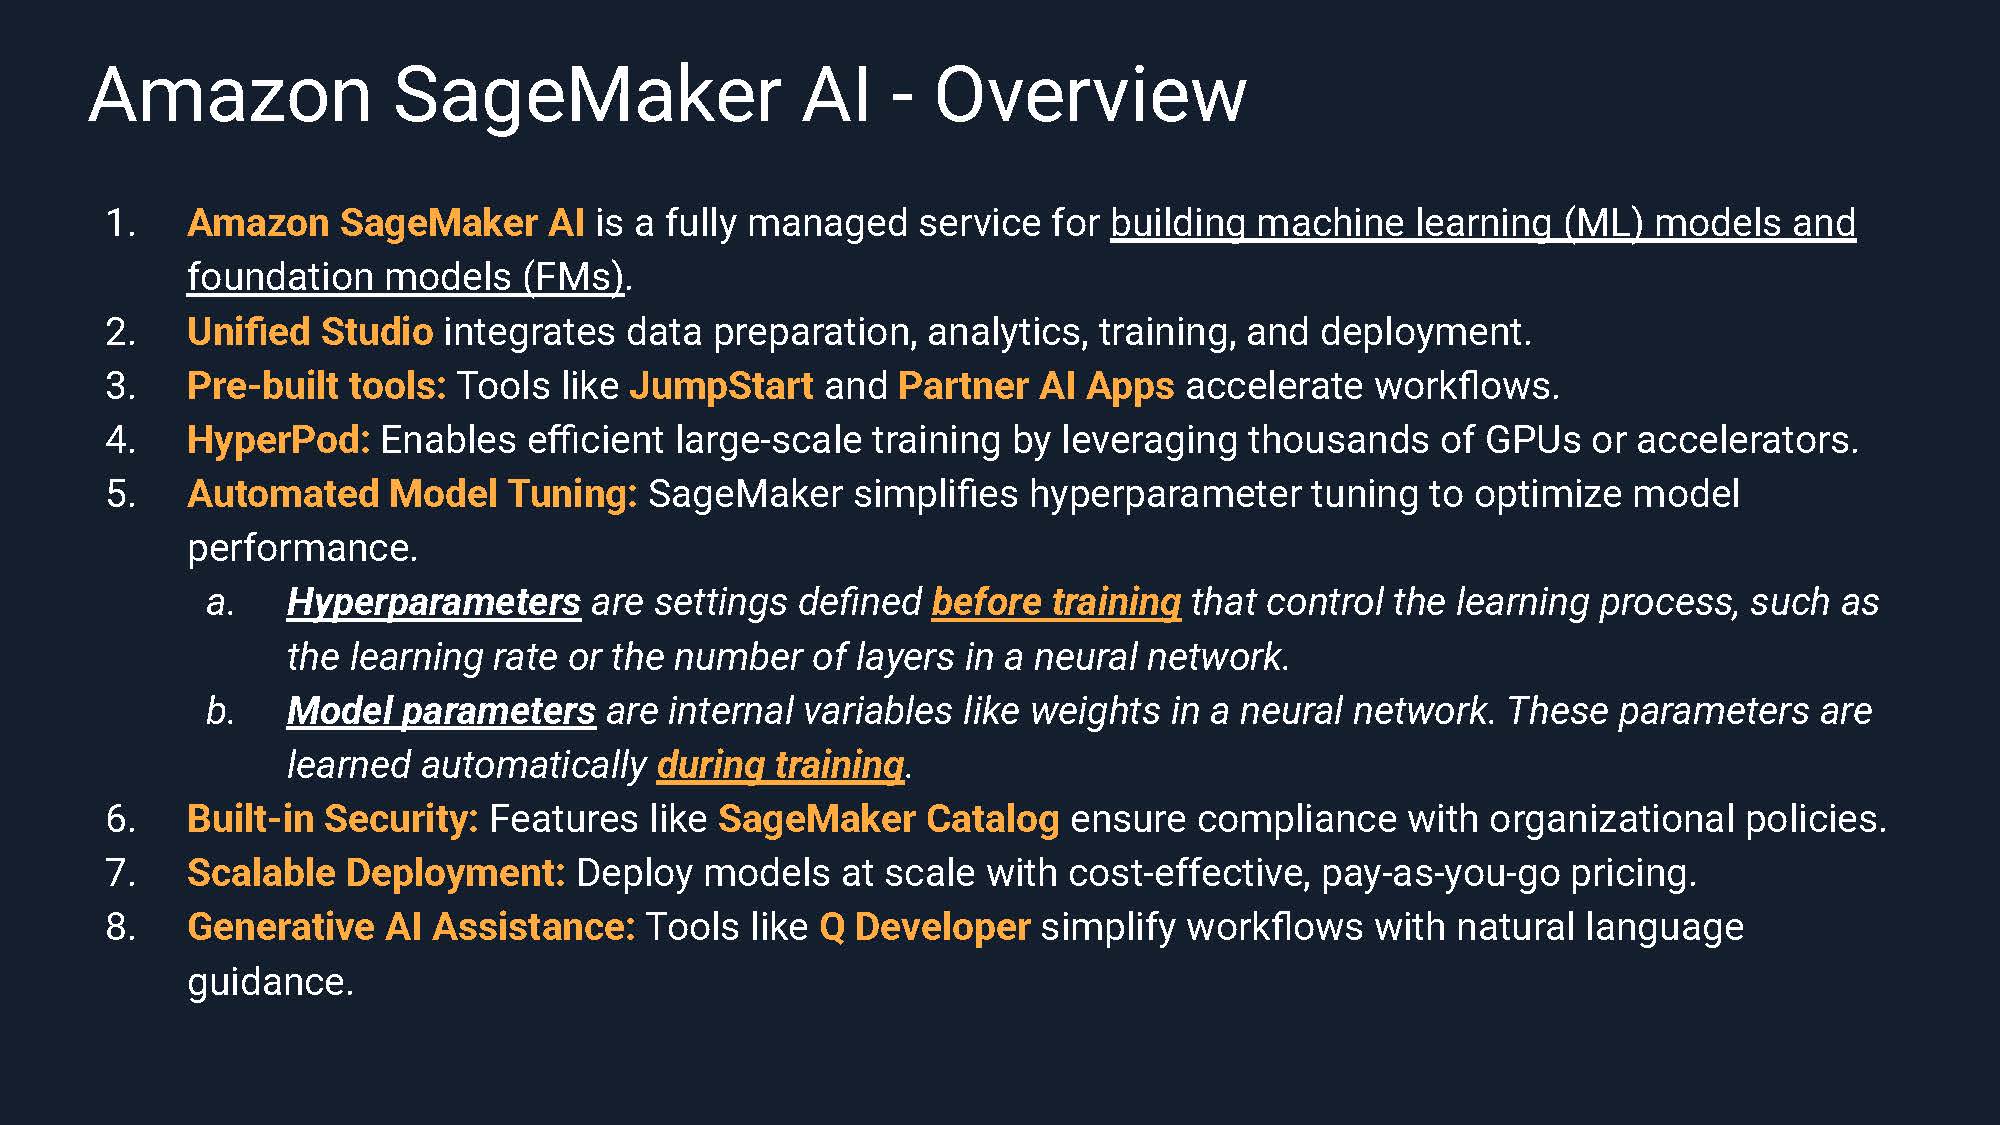 Amazon SageMaker AI - Overview
1. Amazon SageMaker AI is a fully managed service for building machine learning (ML) models and
foundation models (FMs).
2. Unified Studio integrates data preparation, analytics, training, and deployment.
3. Pre-built tools: Tools like JumpStart and Partner AI Apps accelerate workflows.
4. HyperPod: Enables efficient large-scale training by leveraging thousands of GPUs or accelerators.
5. Automated Model Tuning: SageMaker simplifies hyperparameter tuning to optimize model
performance.
a. Hyperparameters are settings defined before training that control the learning process, such as
the learning rate or the number of layers in a neural network.
b. Model parameters are internal variables like weights in a neural network. These parameters are
learned automatically during training.
6. Built-in Security: Features like SageMaker Catalog ensure compliance with organizational policies.
7. Scalable Deployment: Deploy models at scale with cost-effective, pay-as-you-go pricing.
8. Generative AI Assistance: Tools like Q Developer simplify workflows with natural language
guidance.